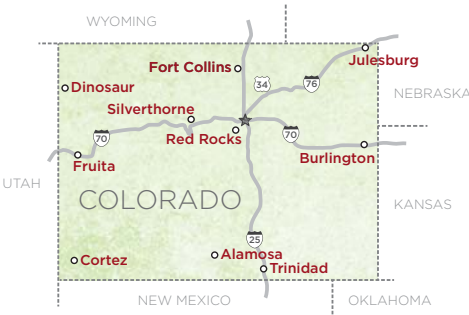 WYOMING
Julesburg
Fort Collins
34
76
Dinosaur
NEBRASKA
Silverthorne
70
Red Rocks
70
Burlington
Fruita
UTAH
COLORADO
KANSAS
25
Alamosa
Cortez
Trinidad
NEW MEXICO
OKLAHOMA